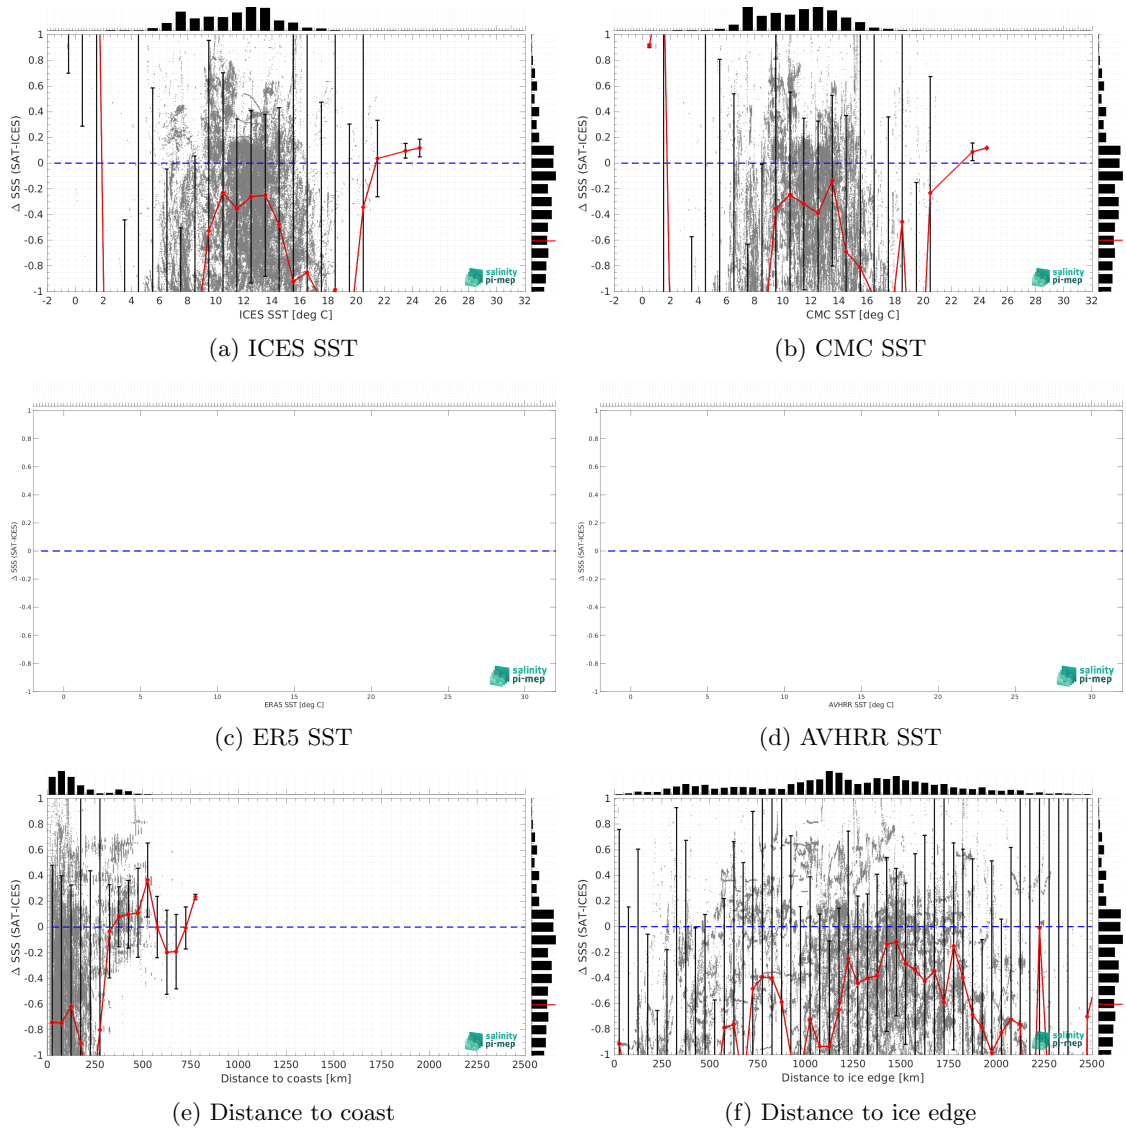 1
0.8
0.6
0.4
0.2
0
-0.2
-0.4
-0.6
-0.8
-1
Δ SSS (SAT-ICES)
-2 0 2 4 6 8 10 12 14 16 18 20 22 24 26 28 30 32
ICES SST [deg C]
salinity
pi-mep
(a) ICES SST
1
0.8
0.6
0.4
0.2
0
-0.2
-0.4
-0.6
-0.8
-1
Δ SSS (SAT-ICES)
-2 0 2 4 6 8 10 12 14 16 18 20 22 24 26 28 30 32
CMC SST [deg C]
salinity
pi-mep
(b) CMC SST
1
0.8
0.6
0.4
0.2
0
-0.2
-0.4
-0.6
-0.8
-1
Δ SSS (SAT-ICES)
0 5 10 15 20 25 30
ERA5 SST [deg C]
salinity
pi-mep
(c) ER5 SST
1
0.8
0.6
0.4
0.2
0
-0.2
-0.4
-0.6
-0.8
-1
Δ SSS (SAT-ICES)
0 5 10 15 20 25 30
AVHRR SST [deg C]
salinity
pi-mep
(d) AVHRR SST
1
0.8
0.6
0.4
0.2
0
-0.2
-0.4
-0.6
-0.8
-1
Δ SSS (SAT-ICES)
0 250 500 750 1000 1250 1500 1750 2000 2250 2500
Distance to coasts [km]
salinity
pi-mep
(e) Distance to coast
1
0.8
0.6
0.4
0.2
0
-0.2
-0.4
-0.6
-0.8
-1
Δ SSS (SAT-ICES)
0 250 500 750 1000 1250 1500 1750 2000 2250 2500
Distance to ice edge [km]
salinity
pi-mep
(f) Distance to ice edge